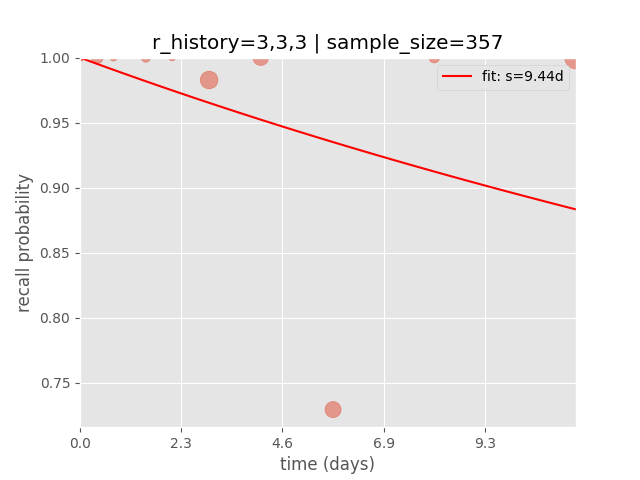 r_history=3,3,3 | sample_size=357
1.00
0.95
0.90
0.85
0.80
0.75
recall probability
fit: s=9.44d
0.0 2.3 4.6 6.9 9.3
time (days)